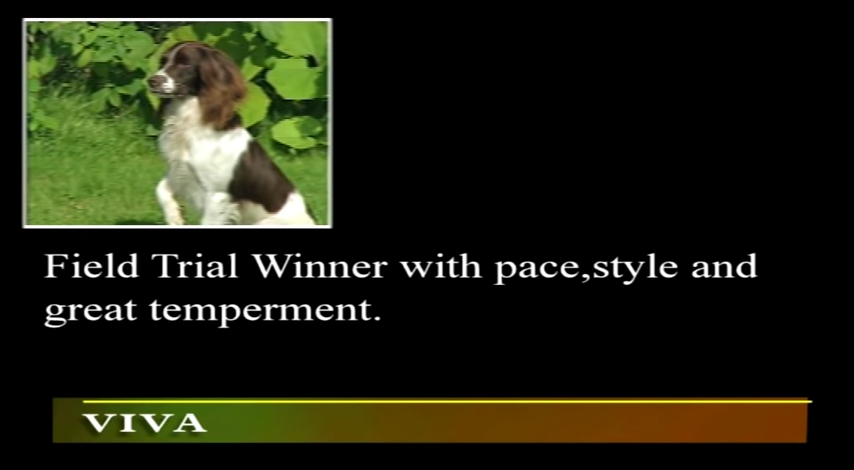 Field Trial Winner with pace,style and
great temperment.
VIVA